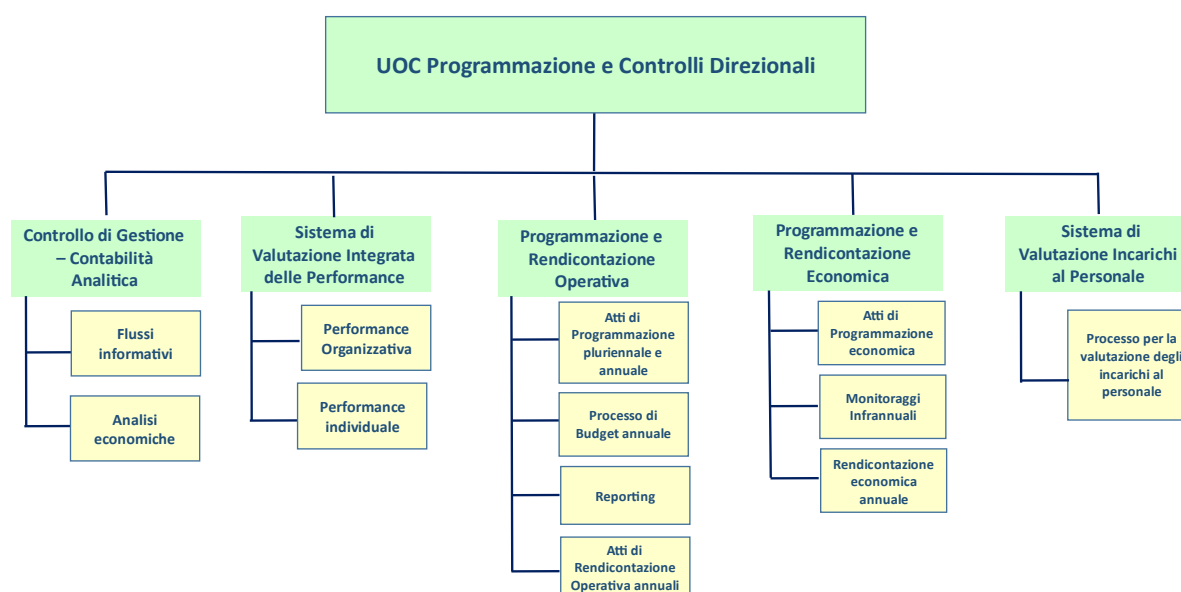 UOC Programmazione e Controlli Direzionali
Controllo di Gestione
– Contabilità
Analitica
Flussi
informativi
Analisi
economiche
Sistema di
Valutazione Integrata
delle Performance
Performance
Organizzativa
Performance
individuale
Programmazione e
Rendicontazione
Operativa
Atti di
Programmazione
pluriennale e
annuale
Processo di
Budget annuale
Reporting
Atti di
Rendicontazione
Operativa annuali
Programmazione e
Rendicontazione
Economica
Atti di
Programmazione
economica
Monitoraggi
Infrannuali
Rendicontazione
economica
annuale
Sistema di
Valutazione Incarichi
al Personale
Processo per la
valutazione degli
incarichi al
personale